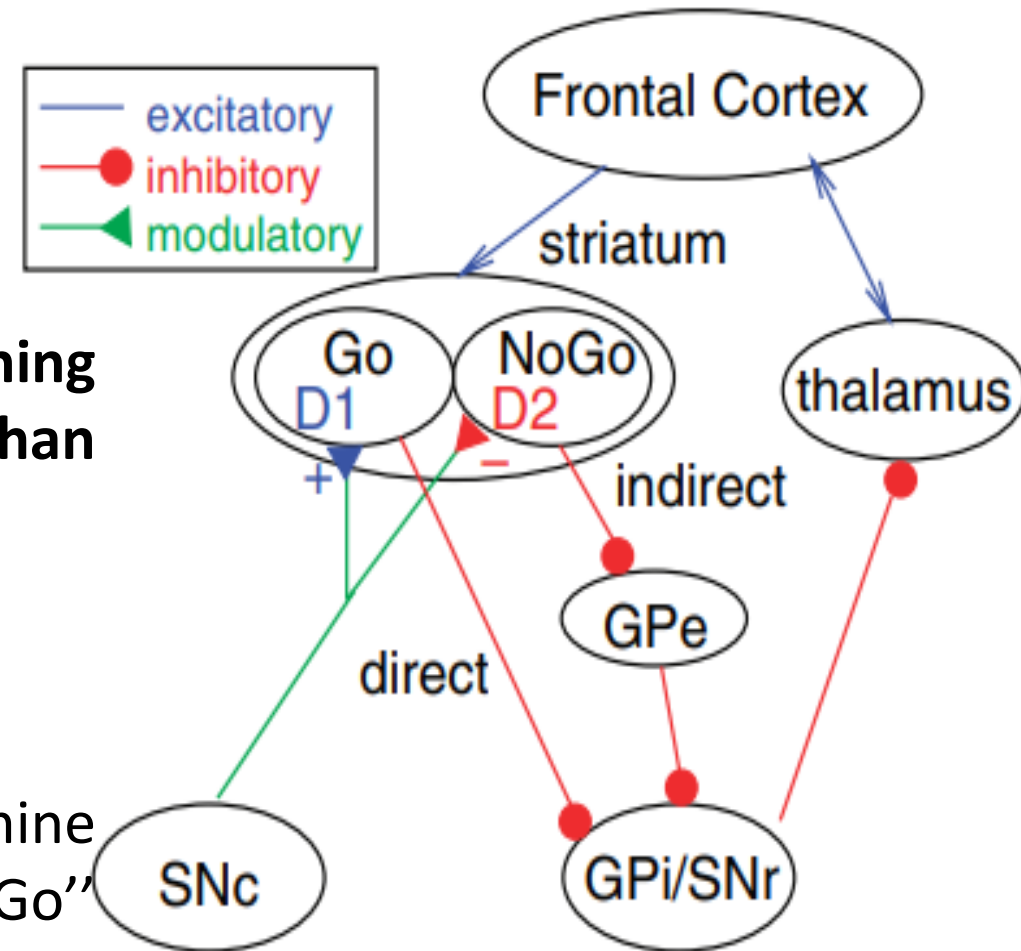 Frontal Cortex
excitatory
inhibitory
modulatory
striatum
ning
han
Go
NoGo
D1
D2
+
–
thalamus
indirect
GPe
direct
nine
Go’’
SNc
GPi/SNr